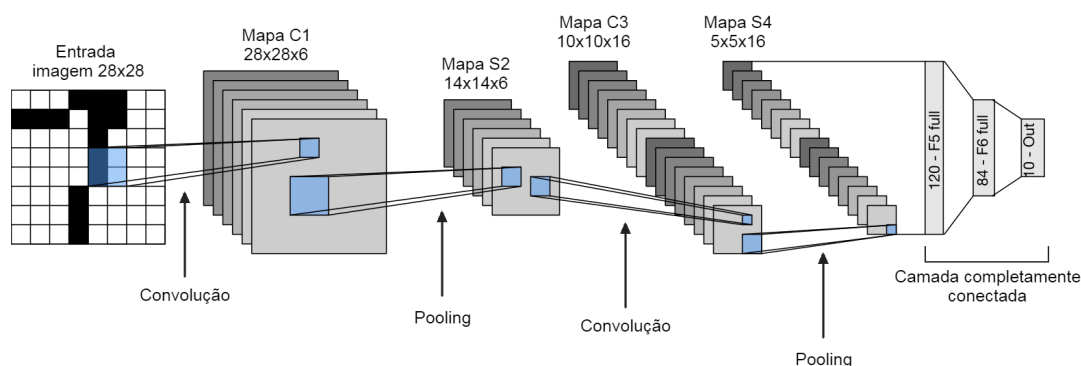 Entrada
imagem 28x28
Mapa C1
28x28x6
Mapa S2
14x14x6
Mapa C3
10x10x16
Mapa S4
5x5x16
120 - F5 full
84 - F6 full
10 - Out
Convolução
Pooling
Convolução
Pooling
Camada completamente
conectada